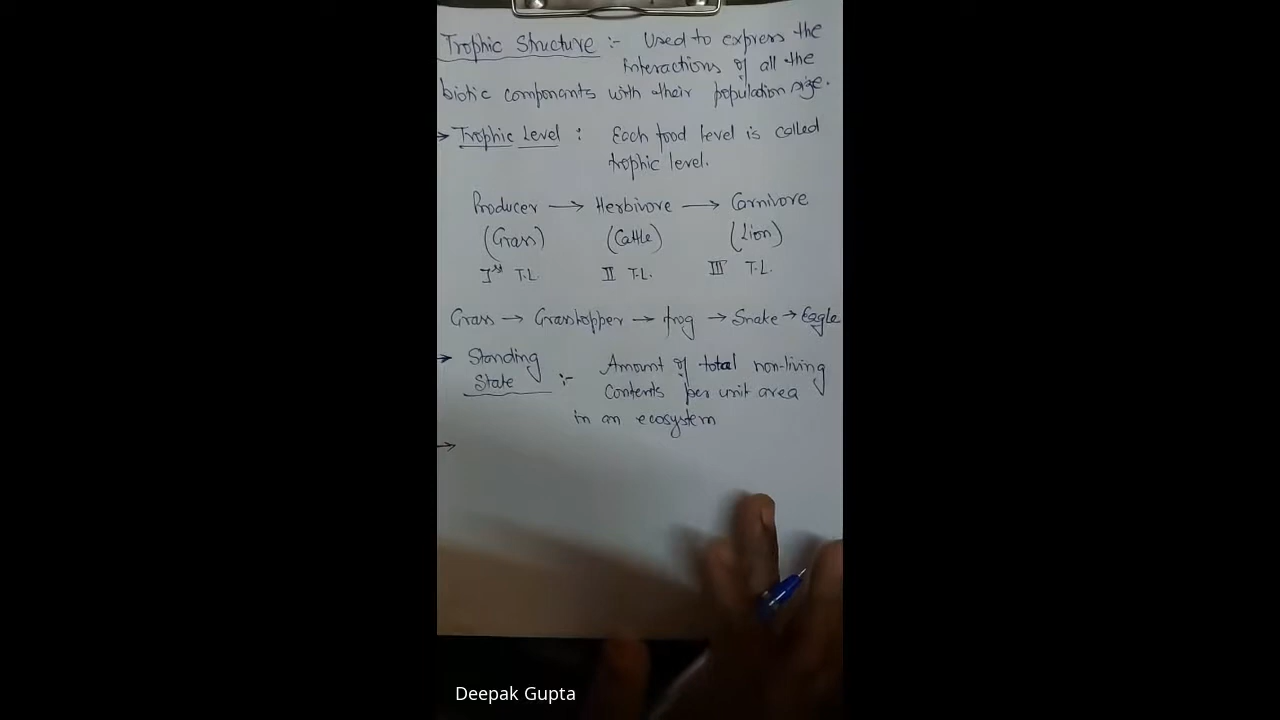 Trophic Structure :- Used to express the
interactions of all the
biotic componants with their population size.
→ Trophic Level : Each food level is called
trophic level.
Producer → Herbivore → Carnivore
(Grass) (Cattle) (Lion)
Ist T.L. II T.L. III T.L.
Grass → Grasshopper → frog → Snake → Eagle
→ Standing State :- Amount of total non-living
Contents per unit area
in an ecosystem
→
Deepak Gupta